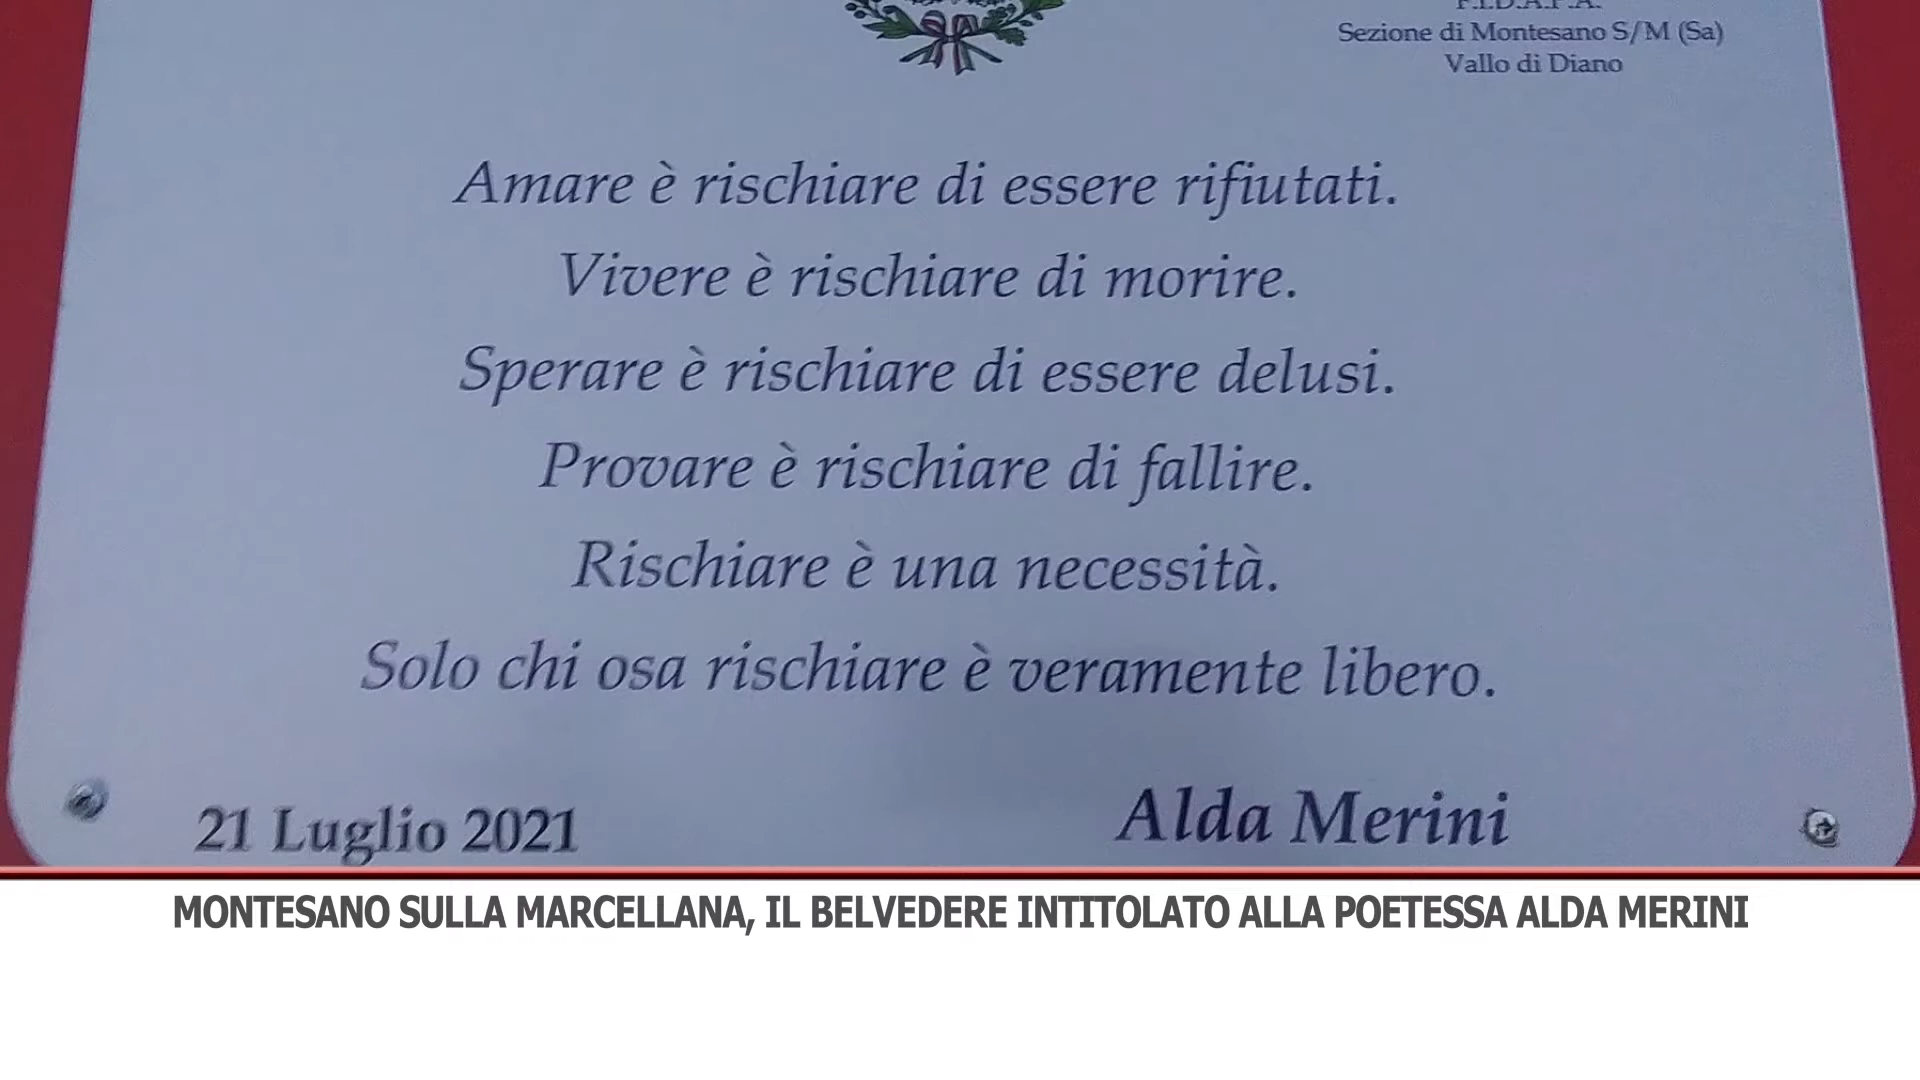 F.I.D.A.P.A.
Sezione di Montesano S/M (Sa)
Vallo di Diano
Amare è rischiare di essere rifiutati.
Vivere è rischiare di morire.
Sperare è rischiare di essere delusi.
Provare è rischiare di fallire.
Rischiare è una necessità.
Solo chi osa rischiare è veramente libero.
21 Luglio 2021
Alda Merini
MONTESANO SULLA MARCELLANA, IL BELVEDERE INTITOLATO ALLA POETESSA ALDA MERINI